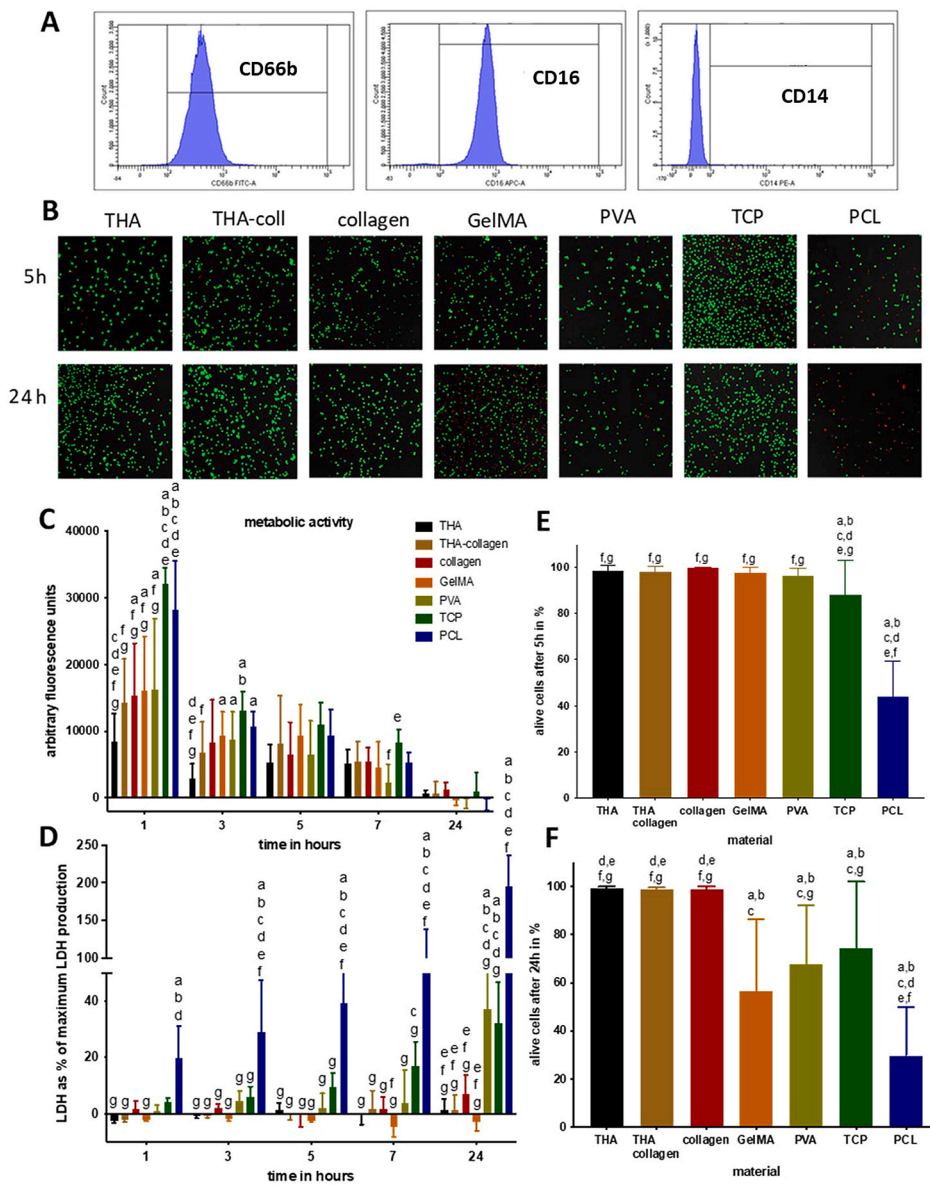 A
CD66b
CD16
CD14
Count
CD66b FITC-A
Count
CD16 APC-A
Count
(x 1,000)
CD14 PE-A
B
THA THA-coll collagen GelMA PVA TCP PCL
5h
24 h
C
metabolic activity
THA
THA-collagen
collagen
GelMA
PVA
TCP
PCL
arbitrary fluorescence units
40000
30000
20000
10000
0
c d e f g
f g
a f g
a f g
a f g
a b c d e
a b c d e
d e f g
f
a
a
a b
a
f
e
1 3 5 7 24
time in hours
D
LDH as % of maximum LDH production
250
200
150
100
40
20
0
g g g a b d
g g g g g a b c d e f
g g g g g a b c d e f
g g f g g c g a b c d e f
e f g e f g e f g e f g a b c d g a b c d g a b c d e f
1 3 5 7 24
time in hours
E
alive cells after 5h in %
100
80
60
40
20
0
f,g f,g f,g f,g f,g
a,b
c,d
e,g
a,b
c,d
e,f
THA THA collagen collagen GelMA PVA TCP PCL
material
F
alive cells after 24h in %
100
80
60
40
20
0
d,e
f,g
d,e
f,g
d,e
f,g
a,b
c
a,b
c,g
a,b
c,g
a,b
c,d
e,f
THA THA collagen collagen GelMA PVA TCP PCL
material